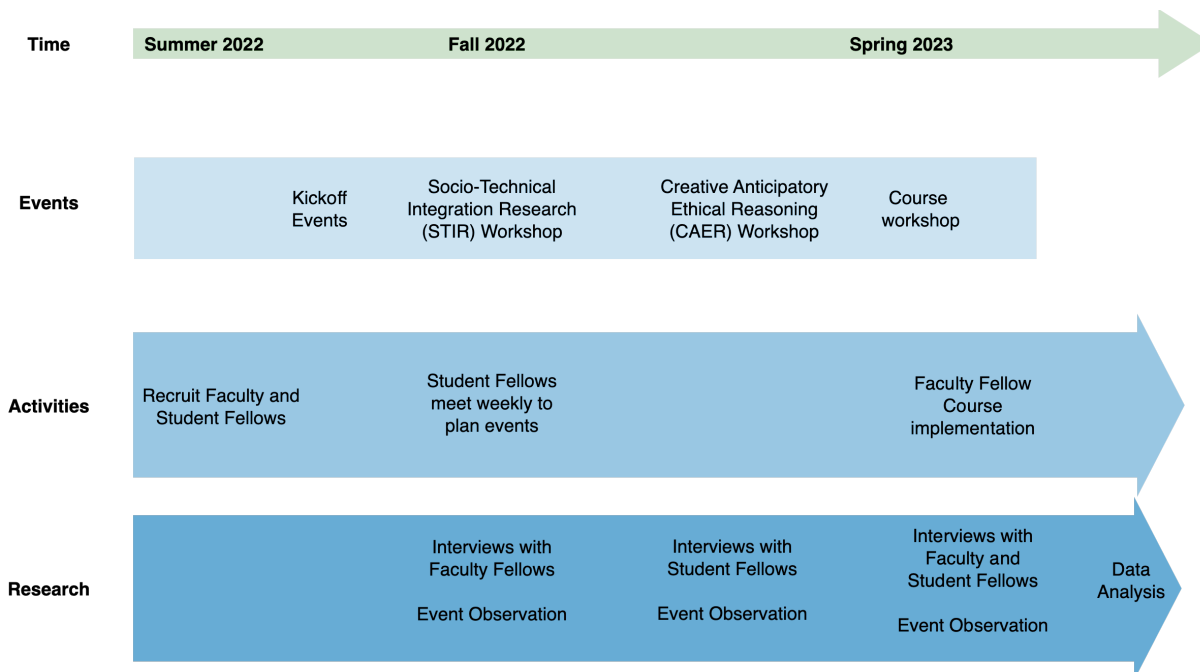 Time
Summer 2022
Fall 2022
Spring 2023
Events
Kickoff
Events
Socio-Technical
Integration Research
(STIR) Workshop
Creative Anticipatory
Ethical Reasoning
(CAER) Workshop
Course
workshop
Activities
Recruit Faculty and
Student Fellows
Student Fellows
meet weekly to
plan events
Faculty Fellow
Course
implementation
Research
Interviews with
Faculty Fellows
Event Observation
Interviews with
Student Fellows
Event Observation
Interviews with
Faculty and
Student Fellows
Event Observation
Data
Analysis